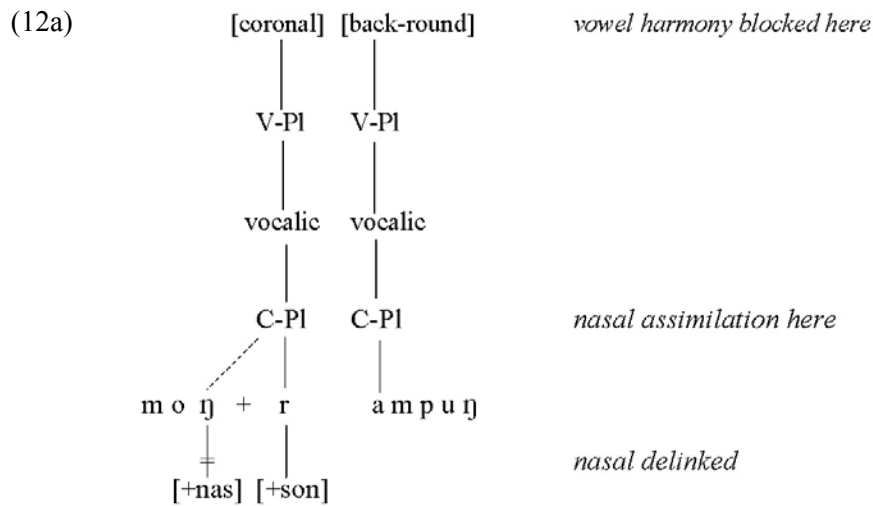 (12a) [coronal] [back-round] vowel harmony blocked here
V-Pl V-Pl
vocalic vocalic
C-Pl C-Pl nasal assimilation here
m o ŋ + r a m p u ŋ
[+nas] [+son] nasal delinked